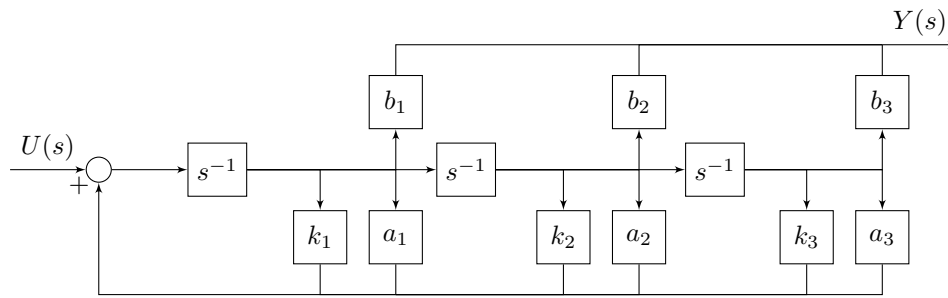 Y(s)
b₁ b₂ b₃
U(s)
s⁻¹ s⁻¹ s⁻¹
+
k₁ a₁ k₂ a₂ k₃ a₃